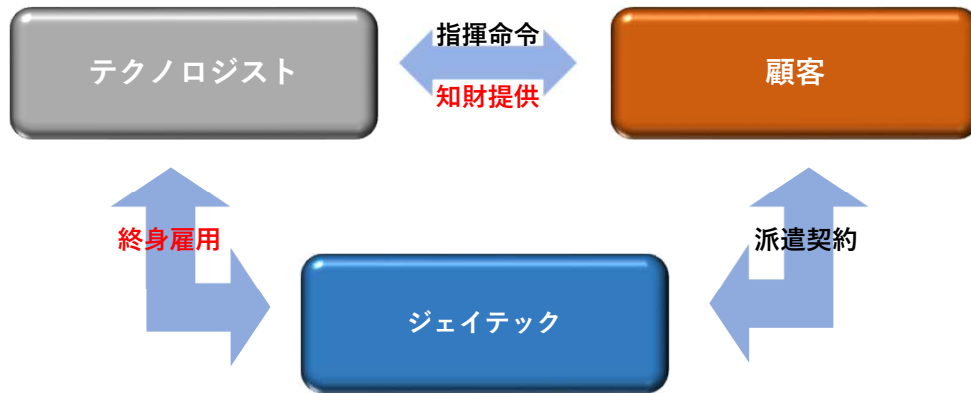 テクノロジスト
指揮命令
知財提供
顧客
終身雇用
派遣契約
ジェイテック